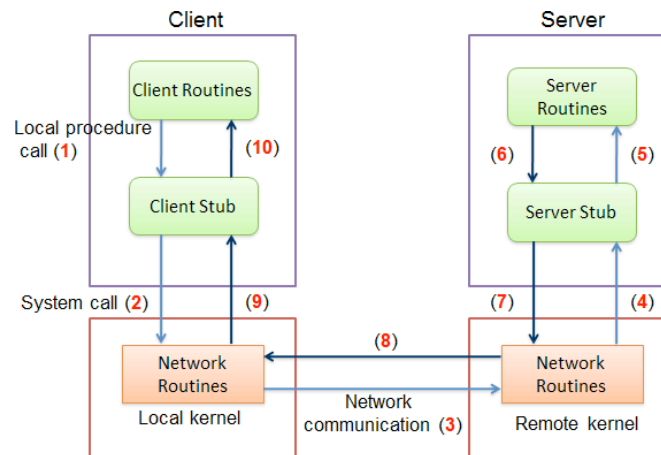 Client
Server
Client Routines
Server
Routines
Local procedure
call (1)
(10)
(6)
(5)
Client Stub
Server Stub
System call (2)
(9)
(7)
(4)
(8)
Network
Routines
Network
Routines
Local kernel
Network
communication (3)
Remote kernel